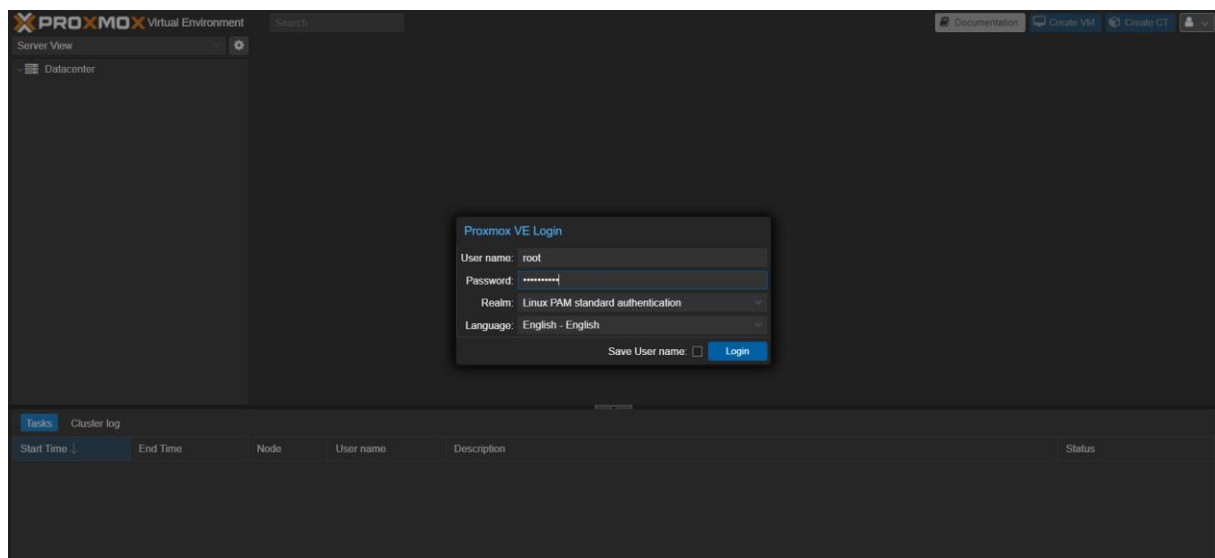 PROXMOX Virtual Environment Search Documentation Create VM Create CT
Server View
Datacenter
Proxmox VE Login
User name: root
Password: ••••••••••
Realm: Linux PAM standard authentication
Language: English - English
Save User name: Login
Tasks Cluster log
Start Time ↓ End Time Node User name Description Status